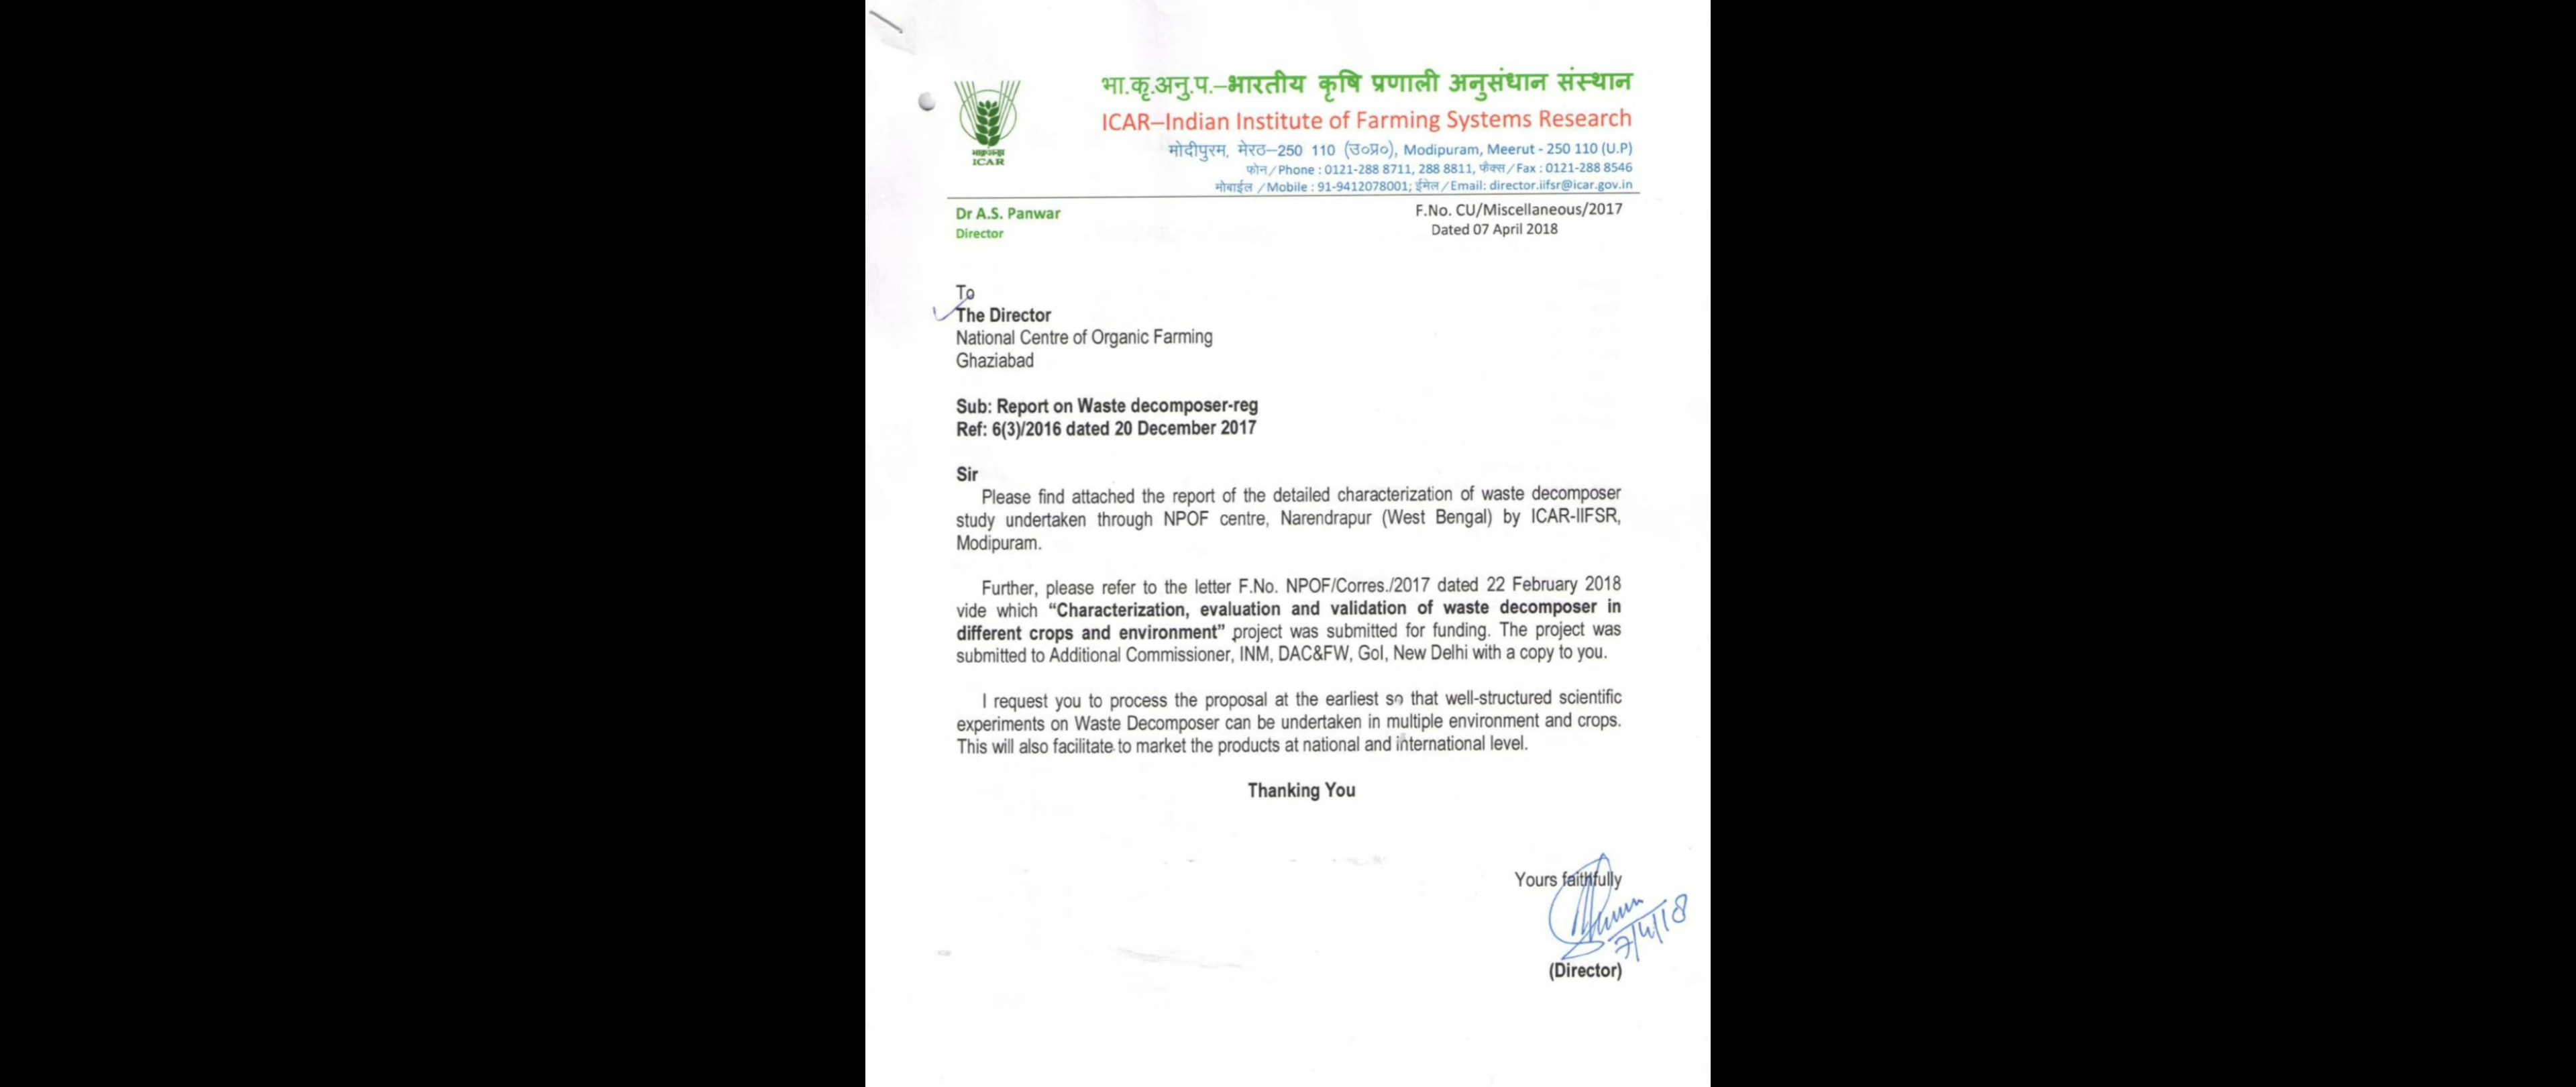 भा.कृ.अनु.प.–भारतीय कृषि प्रणाली अनुसंधान संस्थान
ICAR–Indian Institute of Farming Systems Research
मोदीपुरम, मेरठ–250 110 (उ०प्र०), Modipuram, Meerut - 250 110 (U.P)
फोन/Phone : 0121-288 8711, 288 8811, फैक्स/Fax : 0121-288 8546
मोबाईल /Mobile : 91-9412078001; ईमेल/Email: director.iifsr@icar.gov.in
भाकृअनुप
ICAR
Dr A.S. Panwar
Director
F.No. CU/Miscellaneous/2017
Dated 07 April 2018
To
The Director
National Centre of Organic Farming
Ghaziabad
Sub: Report on Waste decomposer-reg
Ref: 6(3)/2016 dated 20 December 2017
Sir
Please find attached the report of the detailed characterization of waste decomposer
study undertaken through NPOF centre, Narendrapur (West Bengal) by ICAR-IIFSR,
Modipuram.
Further, please refer to the letter F.No. NPOF/Corres./2017 dated 22 February 2018
vide which “Characterization, evaluation and validation of waste decomposer in
different crops and environment” project was submitted for funding. The project was
submitted to Additional Commissioner, INM, DAC&FW, GoI, New Delhi with a copy to you.
I request you to process the proposal at the earliest so that well-structured scientific
experiments on Waste Decomposer can be undertaken in multiple environment and crops.
This will also facilitate to market the products at national and international level.
Thanking You
Yours faithfully
7/4/18
(Director)